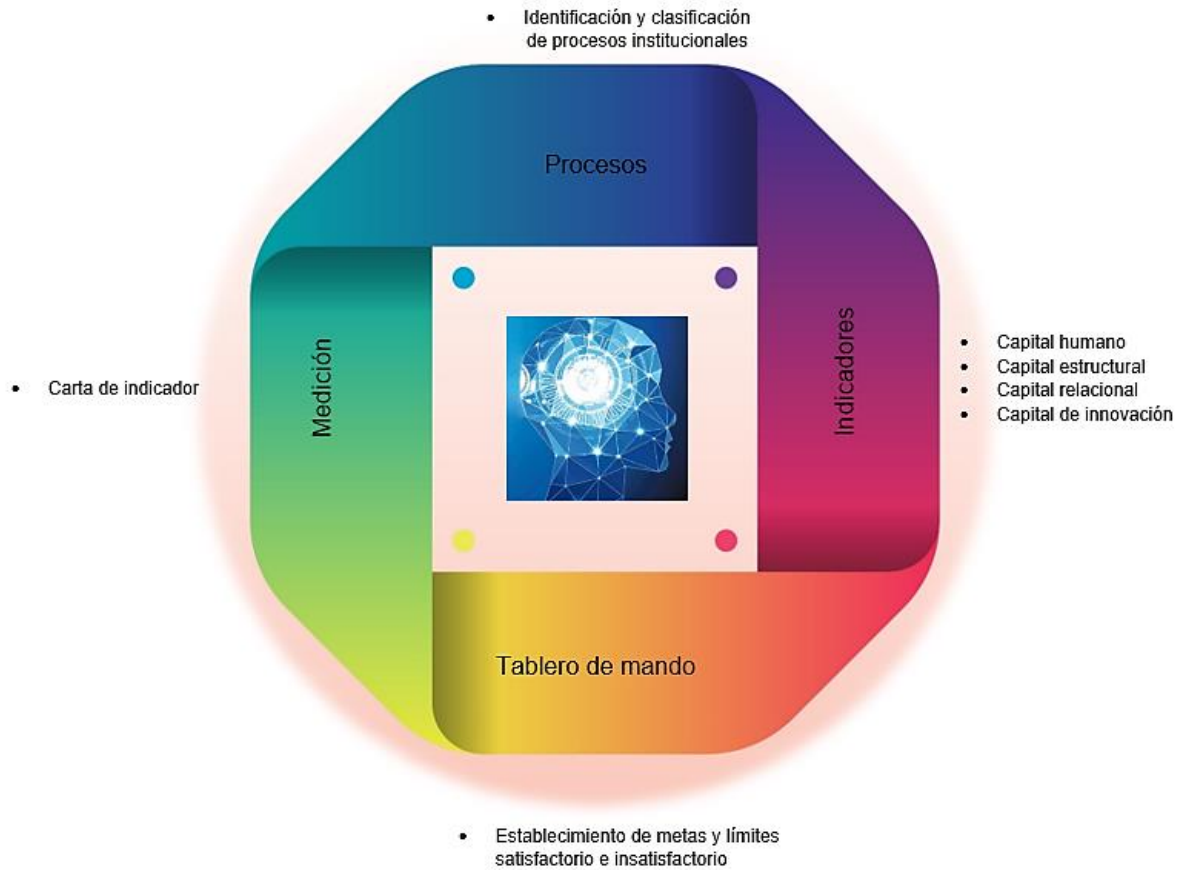 • Identificación y clasificación
de procesos institucionales
Procesos
Indicadores
• Capital humano
• Capital estructural
• Capital relacional
• Capital de innovación
Medición
• Carta de indicador
Tablero de mando
• Establecimiento de metas y límites
satisfactorio e insatisfactorio